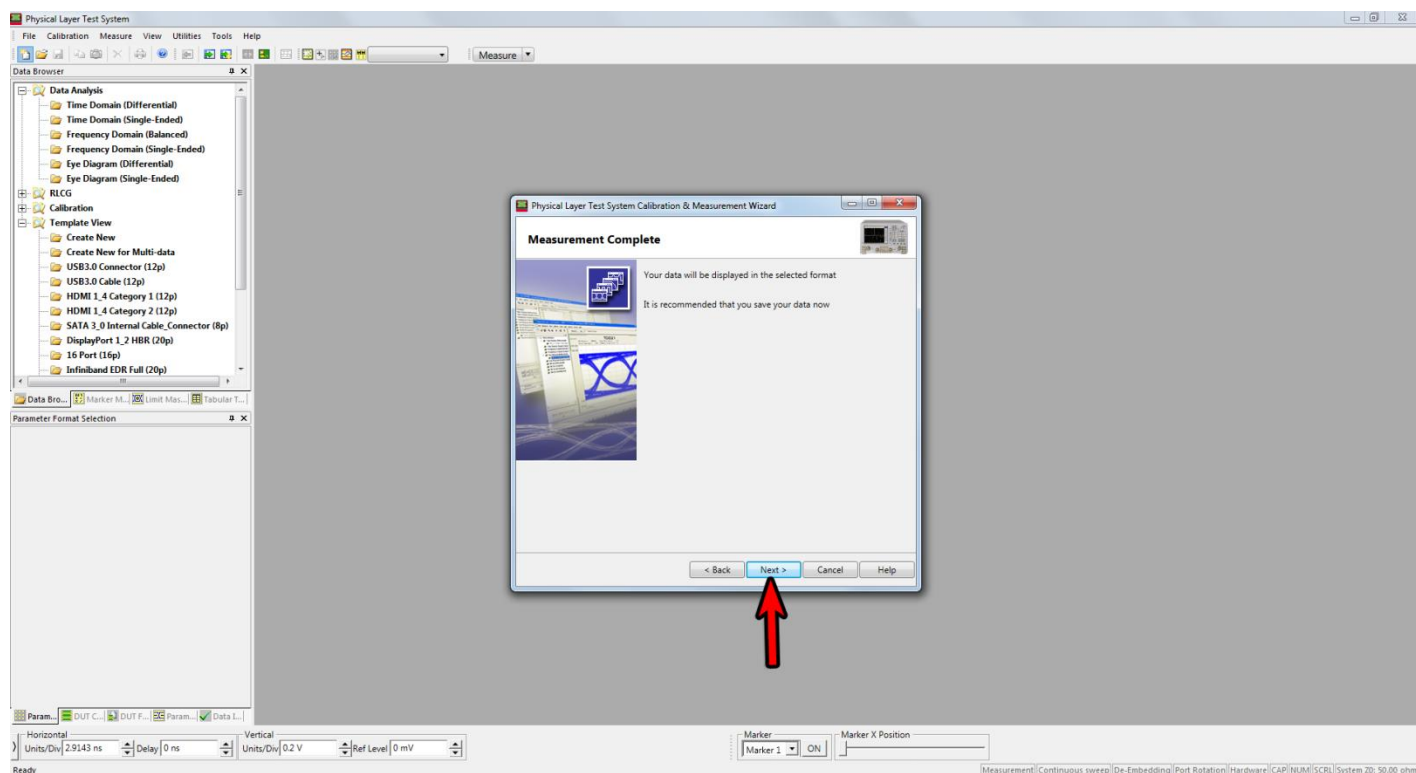 Physical Layer Test System
File Calibration Measure View Utilities Tools Help
Measure
Data Browser
Data Analysis
Time Domain (Differential)
Time Domain (Single-Ended)
Frequency Domain (Balanced)
Frequency Domain (Single-Ended)
Eye Diagram (Differential)
Eye Diagram (Single-Ended)
RLCG
Calibration
Template View
Create New
Create New for Multi-data
USB3.0 Connector (12p)
USB3.0 Cable (12p)
HDMI 1_4 Category 1 (12p)
HDMI 1_4 Category 2 (12p)
SATA 3_0 Internal Cable_Connector (8p)
DisplayPort 1_2 HBR (20p)
16 Port (16p)
Infiniband EDR Full (20p)
Data Bro... Marker M... Limit Mas... Tabular T...
Parameter Format Selection
Physical Layer Test System Calibration & Measurement Wizard
Measurement Complete
Your data will be displayed in the selected format
It is recommended that you save your data now
< Back Next > Cancel Help
Param... DUT C... DUT F... Param... Data I...
Horizontal Vertical Marker Marker X Position
Units/Div 2.9143 ns Delay 0 ns Units/Div 0.2 V Ref Level 0 mV Marker 1 ON
Ready Measurement Continuous sweep De-Embedding Port Rotation Hardware CAP NUM SCRL System Z0: 50.00 ohm